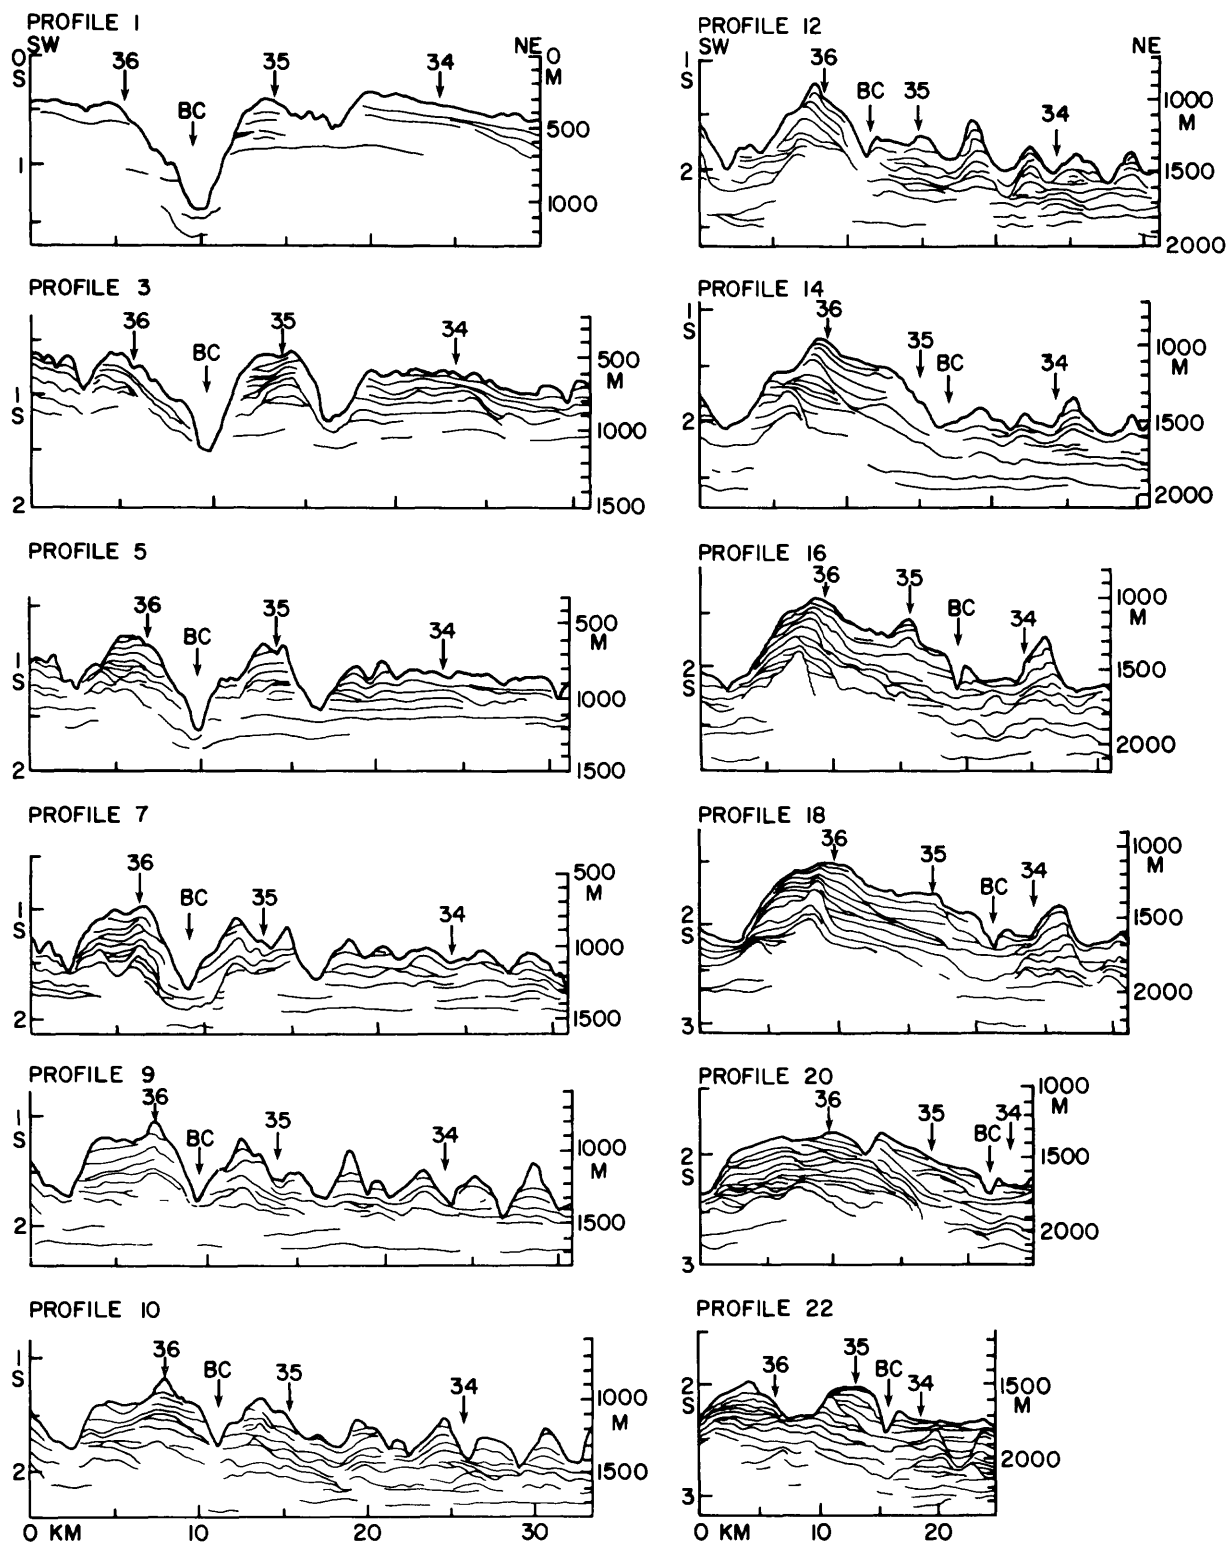 PROFILE 1
SW NE
36 35 34
BC
0 0
S M
500
1
1000
PROFILE 3
36 35 34
BC
500
M
1
S
1000
2 1500
PROFILE 5
36 35 34
BC
500
M
1
S
1000
2 1500
PROFILE 7
36 35 34
BC
500
M
1
S
1000
2 1500
PROFILE 9
36 35 34
BC
1
S
1000
M
2 1500
PROFILE 10
36 35 34
BC
1
S
1000
M
2 1500
0 KM 10 20 30
PROFILE 12
SW NE
36
BC 35 34
1
S
1000
M
2 1500
2000
PROFILE 14
36 35 34
BC
1
S
1000
M
2 1500
2000
PROFILE 16
36 35 34
BC
1000
M
2
S
1500
2000
PROFILE 18
36 35 34
BC
1000
M
2
S
1500
2000
3
PROFILE 20
36 35 34
BC
1000
M
2
S
1500
2000
3
PROFILE 22
36 35 34
BC
2
S
1500
M
2000
3
0 KM 10 20